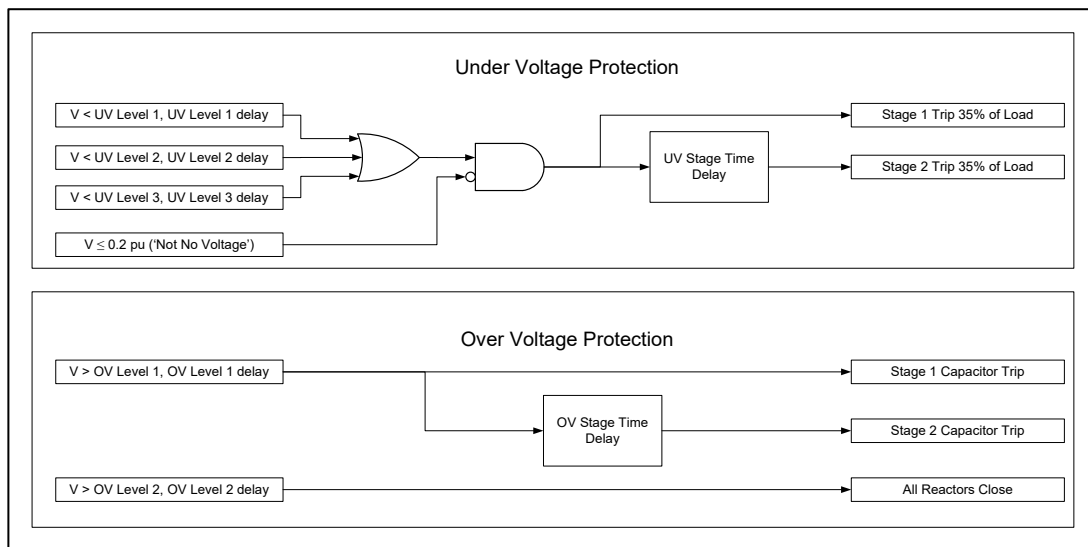 Under Voltage Protection
V < UV Level 1, UV Level 1 delay
Stage 1 Trip 35% of Load
V < UV Level 2, UV Level 2 delay
UV Stage Time
Delay
Stage 2 Trip 35% of Load
V < UV Level 3, UV Level 3 delay
V ≤ 0.2 pu (‘Not No Voltage’)
Over Voltage Protection
V > OV Level 1, OV Level 1 delay
Stage 1 Capacitor Trip
OV Stage Time
Delay
Stage 2 Capacitor Trip
V > OV Level 2, OV Level 2 delay
All Reactors Close